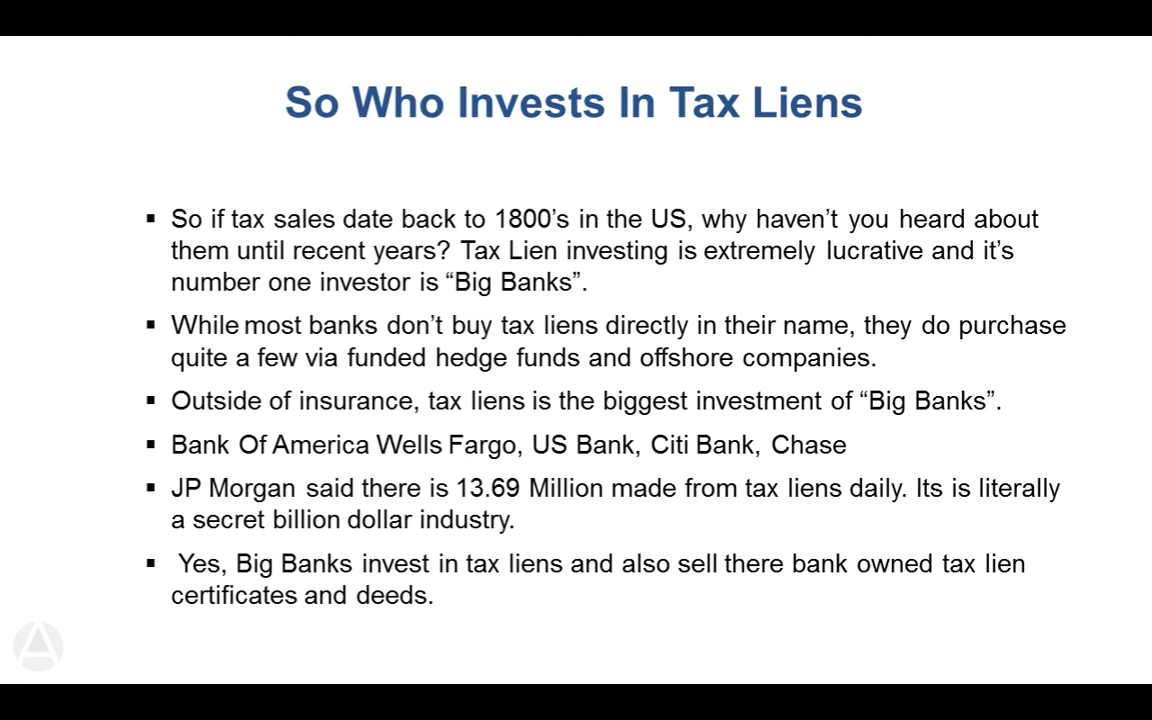 So Who Invests In Tax Liens
▪ So if tax sales date back to 1800’s in the US, why haven’t you heard about
them until recent years? Tax Lien investing is extremely lucrative and it’s
number one investor is “Big Banks”.
▪ While most banks don’t buy tax liens directly in their name, they do purchase
quite a few via funded hedge funds and offshore companies.
▪ Outside of insurance, tax liens is the biggest investment of “Big Banks”.
▪ Bank Of America Wells Fargo, US Bank, Citi Bank, Chase
▪ JP Morgan said there is 13.69 Million made from tax liens daily. Its is literally
a secret billion dollar industry.
▪ Yes, Big Banks invest in tax liens and also sell there bank owned tax lien
certificates and deeds.